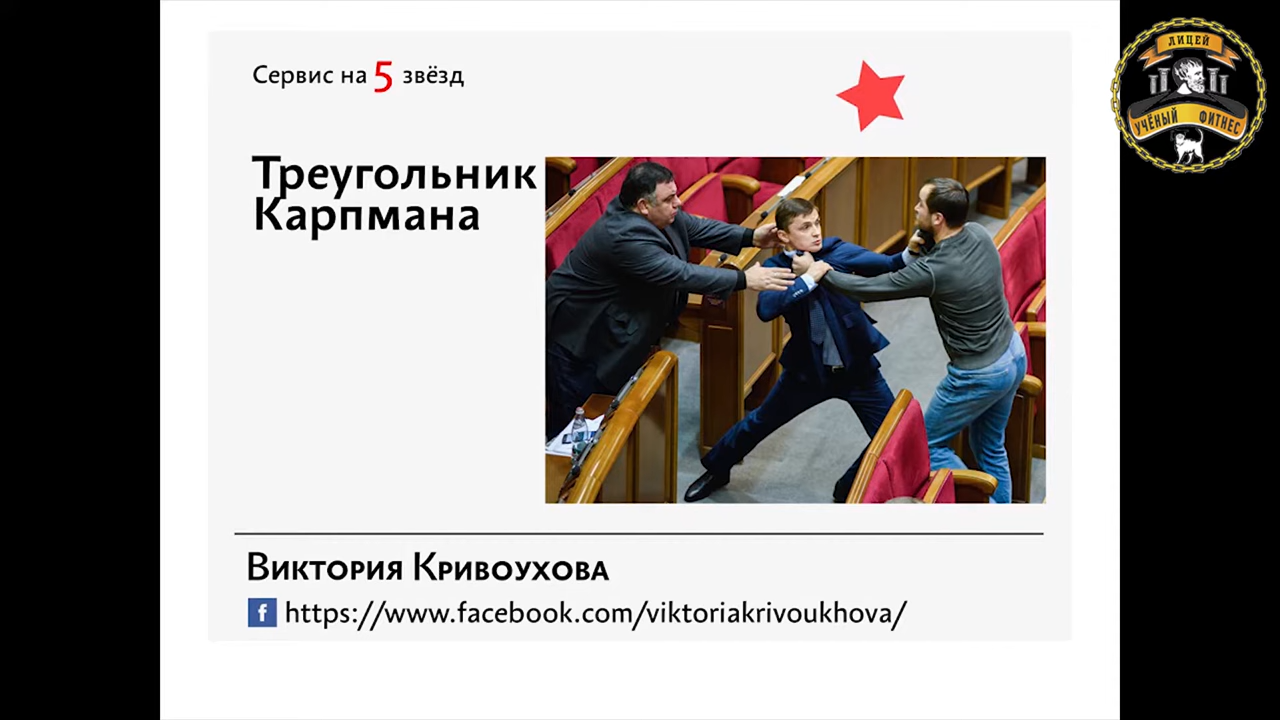 Сервис на 5 звёзд
Треугольник
Карпмана
Виктория Кривоухова
f https://www.facebook.com/viktoriakrivoukhova/
ЛИЦЕЙ
УЧЁНЫЙ ФИТНЕС